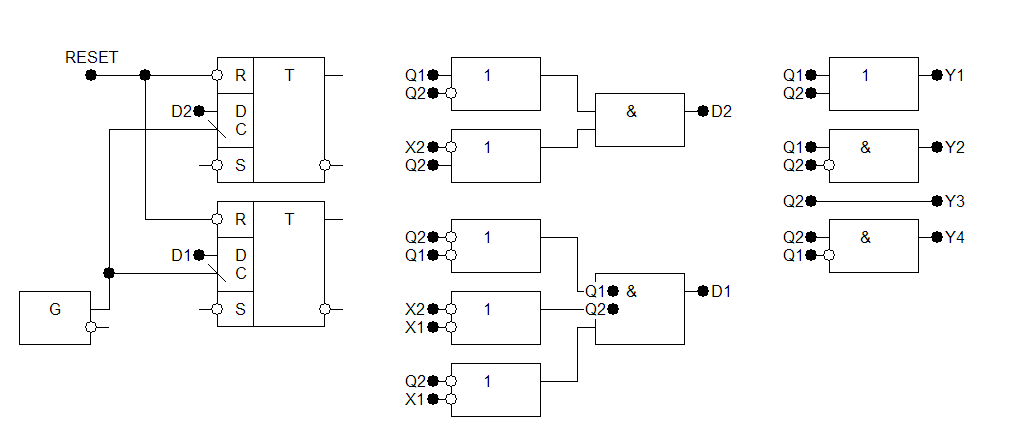 RESET
R T
D2 D
C
S
R T
D1 D
C
S
G
Q1 1
Q2
X2 1
Q2
& D2
Q2 1
Q1
X2 1
X1
Q2 1
X1
Q1 & D1
Q2
Q1 1 Y1
Q2
Q1 & Y2
Q2
Q2 Y3
Q2 & Y4
Q1